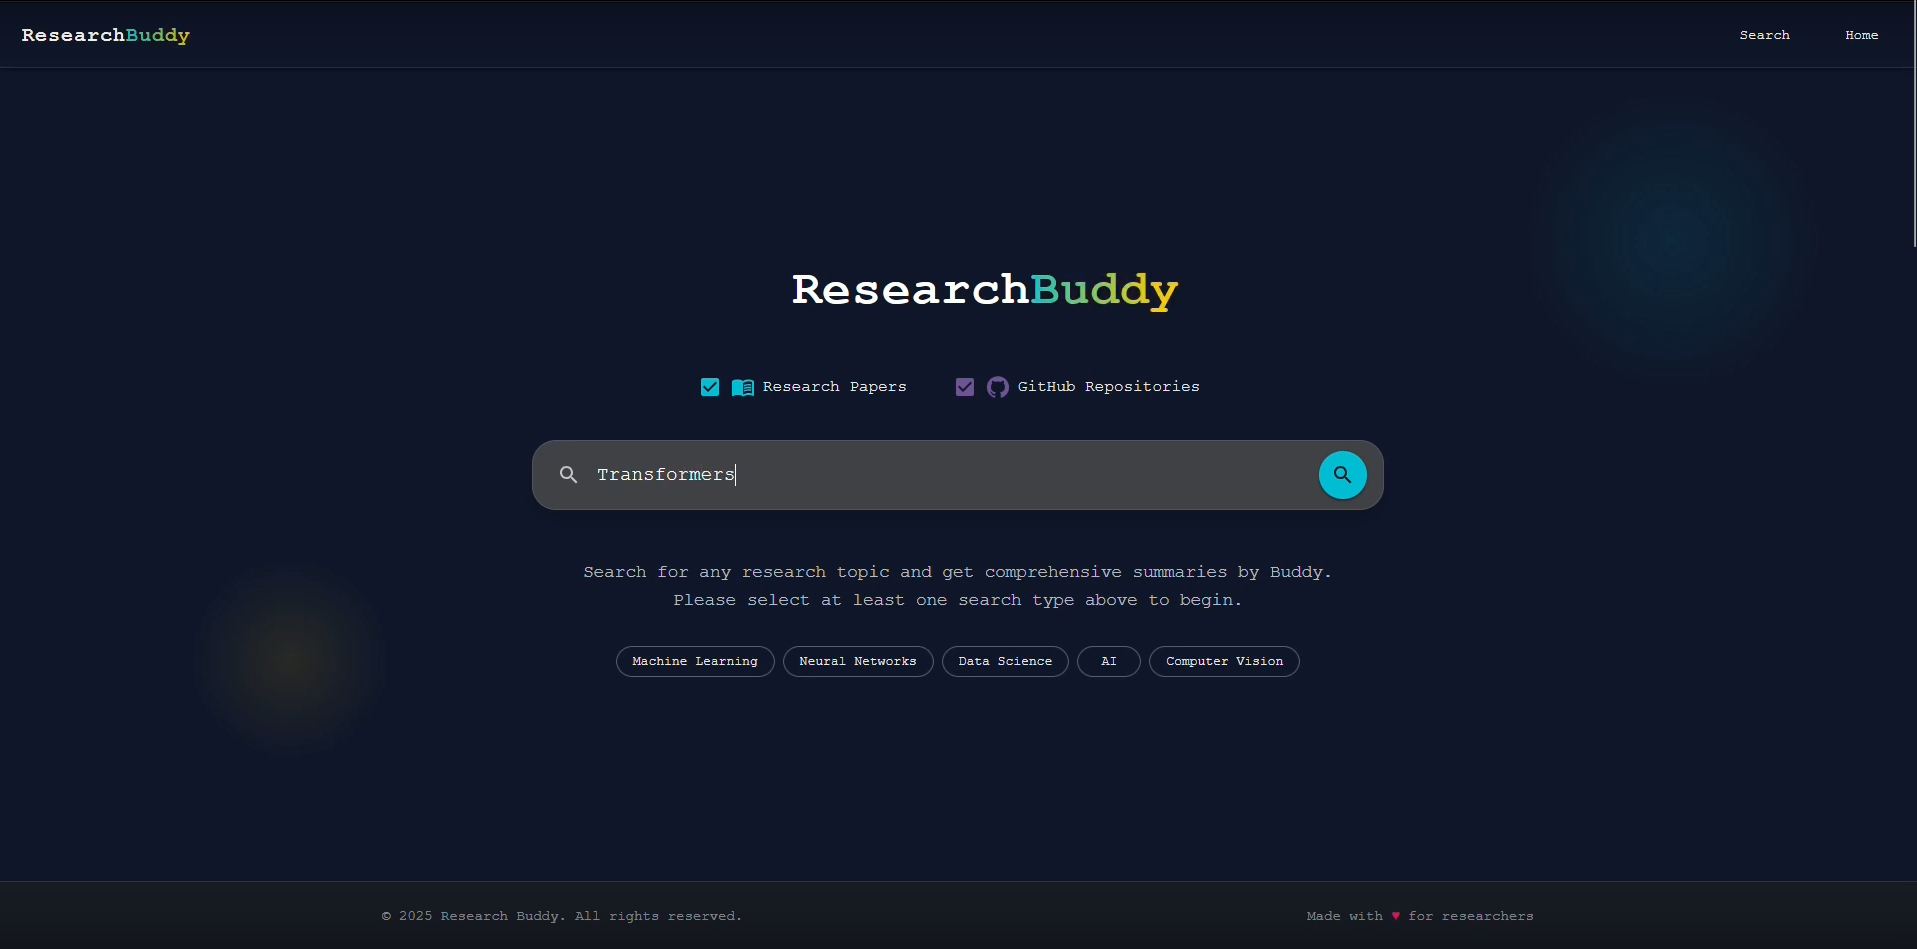 ResearchBuddy
Search Home
ResearchBuddy
Research Papers GitHub Repositories
Transformers
Search for any research topic and get comprehensive summaries by Buddy.
Please select at least one search type above to begin.
Machine Learning Neural Networks Data Science AI Computer Vision
© 2025 Research Buddy. All rights reserved. Made with ♥ for researchers